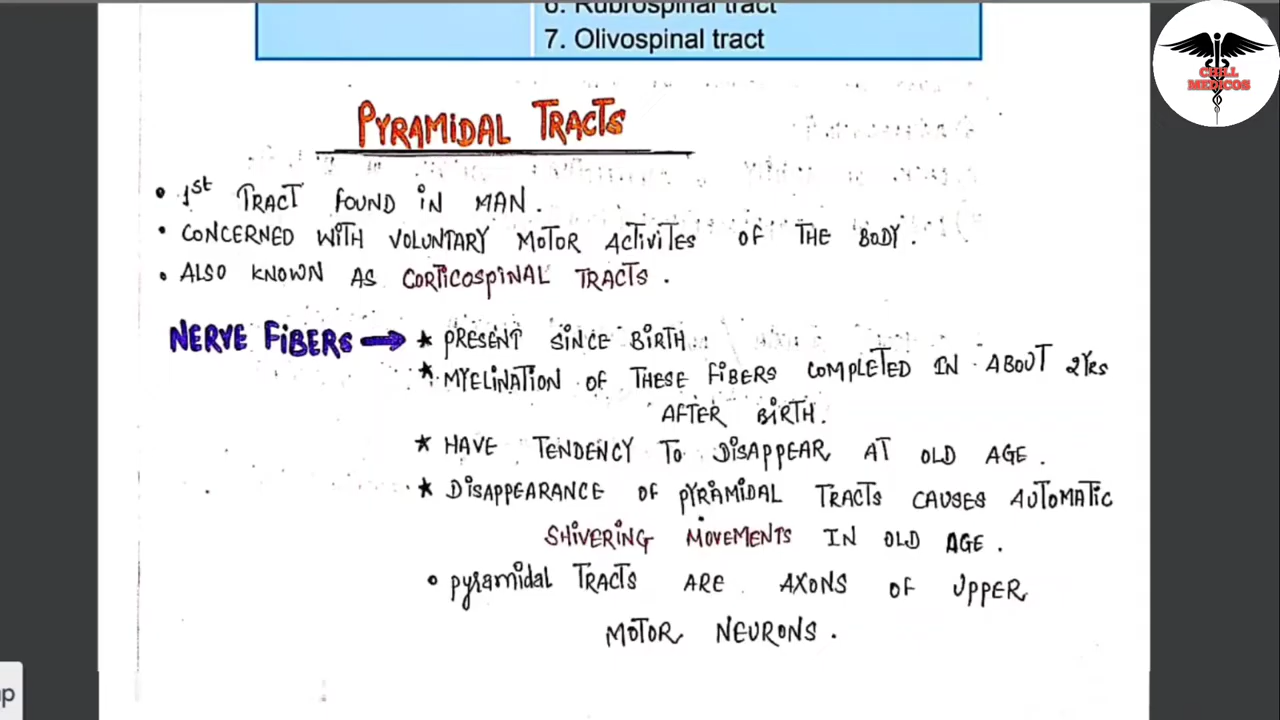 6. Rubrospinal tract
7. Olivospinal tract
CHILL
MEDICOS
PYRAMIDAL TRACTS
• 1st TRACT FOUND IN MAN.
• CONCERNED WITH VOLUNTARY MOTOR ACTIVITES OF THE BODY.
• ALSO KNOWN AS CORTICOSPINAL TRACTS.
NERVE FIBERS → ★ PRESENT SINCE BIRTH
★ MYELINATION OF THESE FIBERS COMPLETED IN ABOUT 2YRS
AFTER BIRTH.
★ HAVE TENDENCY TO DISAPPEAR AT OLD AGE.
★ DISAPPEARANCE OF PYRAMIDAL TRACTS CAUSES AUTOMATIC
SHIVERING MOVEMENTS IN OLD AGE.
• pyramidal TRACTS ARE AXONS OF UPPER
MOTOR NEURONS.